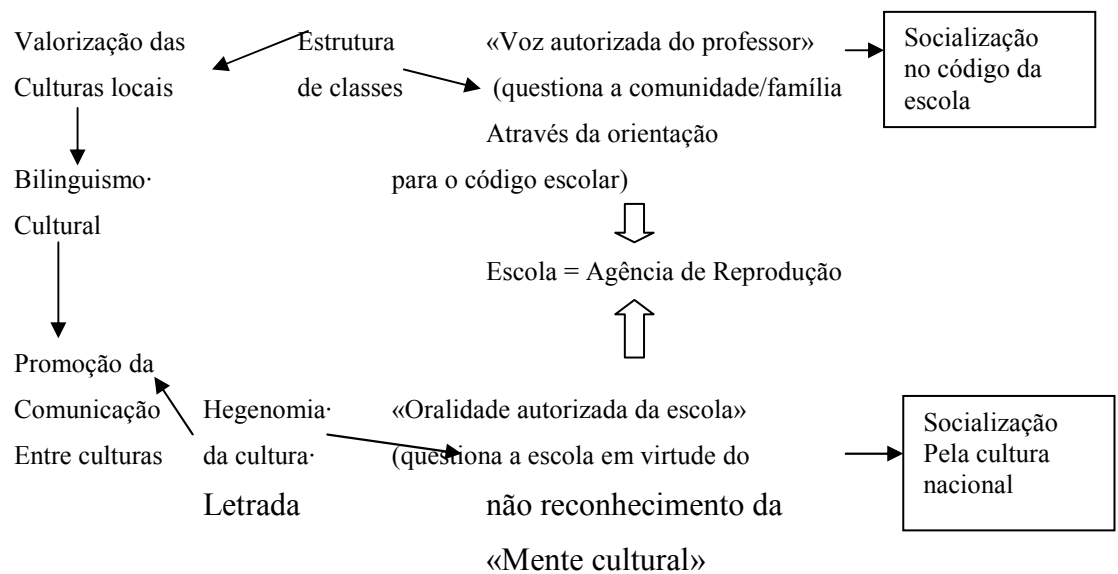 Valorização das
Culturas locais
Estrutura
de classes
«Voz autorizada do professor»
(questiona a comunidade/família
Através da orientação
para o código escolar)
Socialização
no código da
escola
Bilinguismo·
Cultural
Escola = Agência de Reprodução
Promoção da
Comunicação
Entre culturas
Hegenomia·
da cultura·
Letrada
«Oralidade autorizada da escola»
(questiona a escola em virtude do
não reconhecimento da
«Mente cultural»
Socialização
Pela cultura
nacional